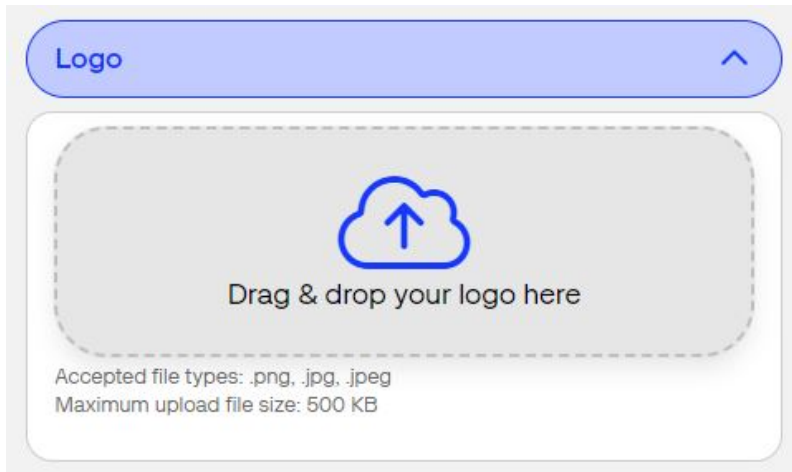 Logo
Drag & drop your logo here
Accepted file types: .png, .jpg, .jpeg
Maximum upload file size: 500 KB